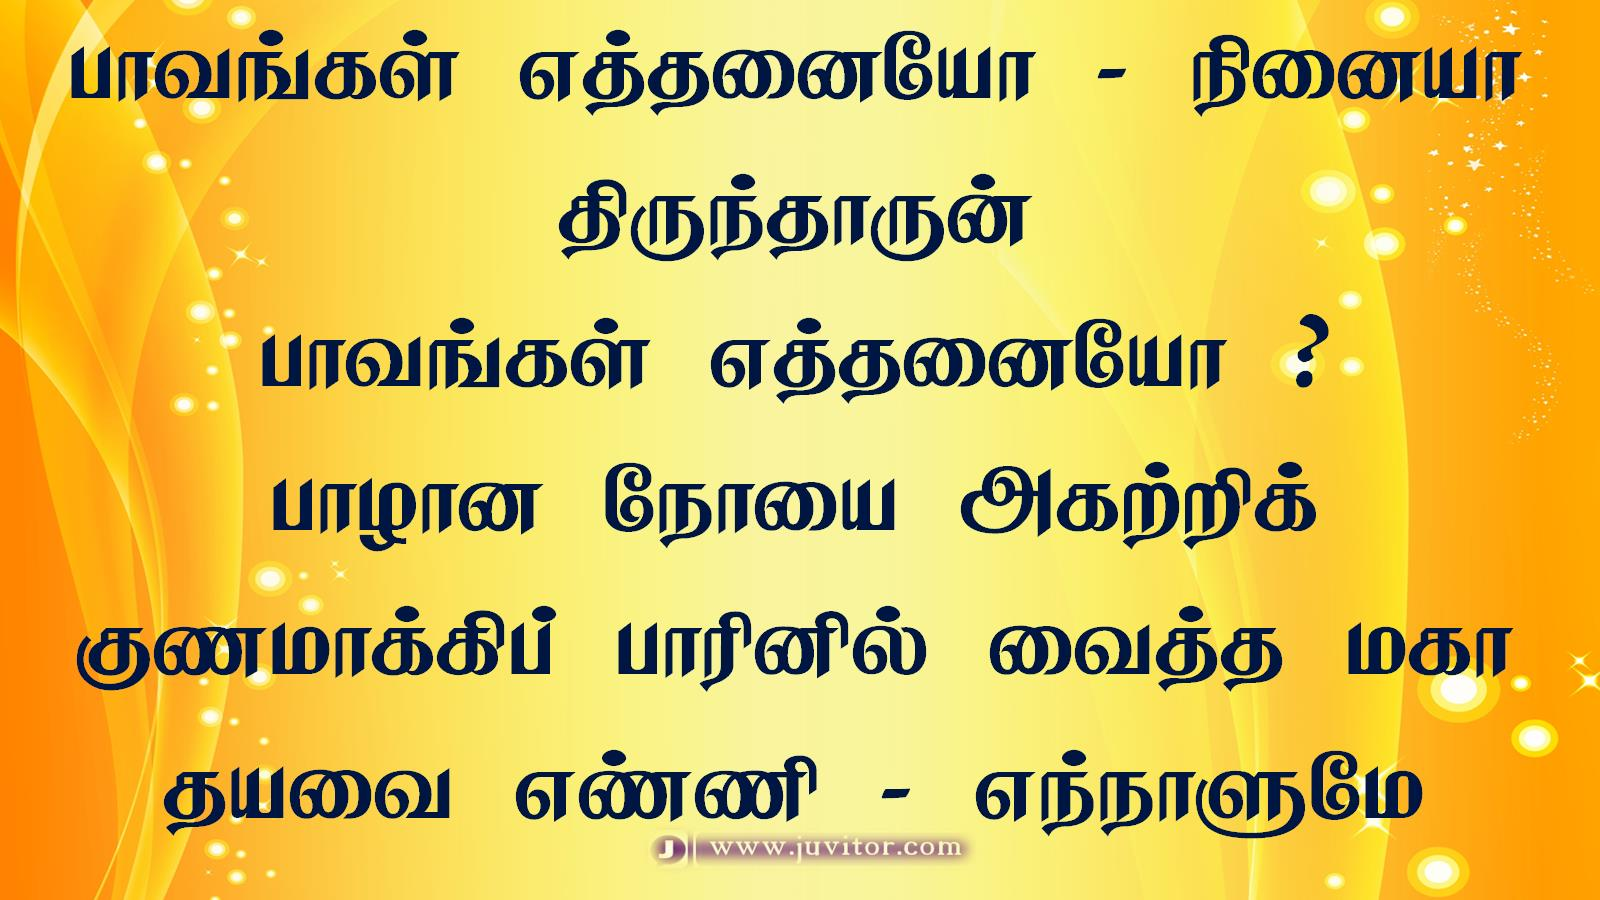 பாவங்கள் எத்தனையோ - நினையா
திருந்தாருன்
பாவங்கள் எத்தனையோ ?
பாழான நோயை அகற்றிக்
குணமாக்கிப் பாரினில் வைத்த மகா
தயவை எண்ணி - எந்நாளுமே
J www.juvitor.com